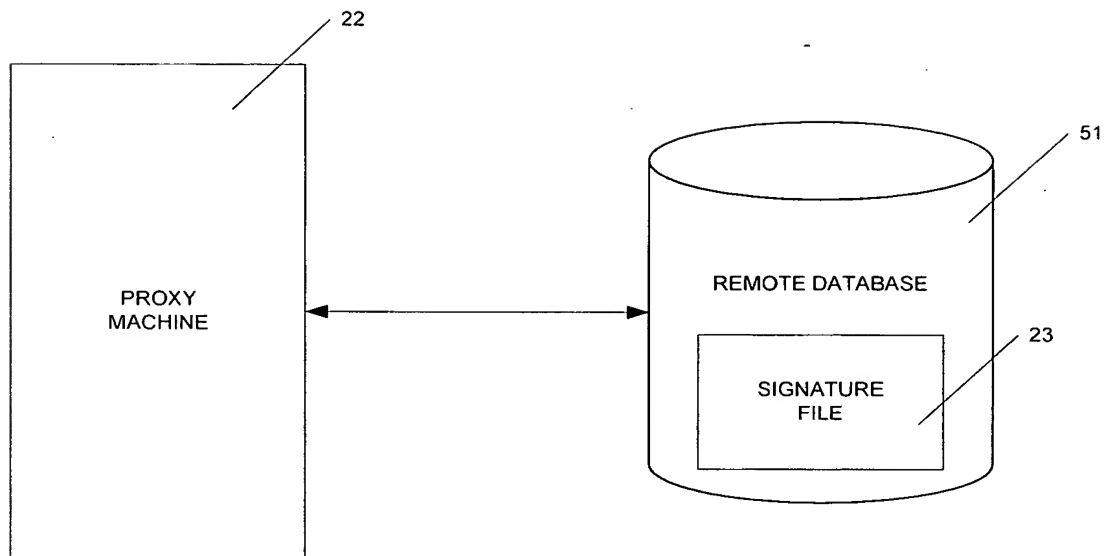 22
51
PROXY
MACHINE
REMOTE DATABASE
23
SIGNATURE
FILE